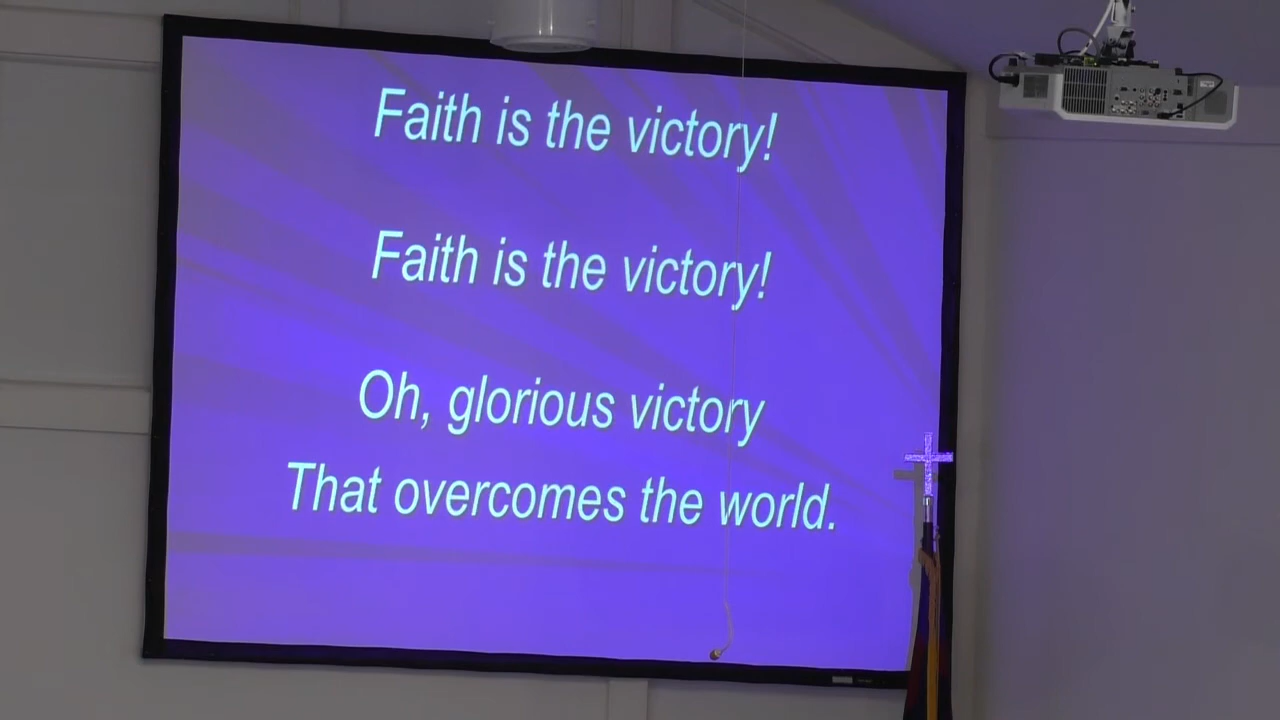 Faith is the victory!
Faith is the victory!
Oh, glorious victory
That overcomes the world.